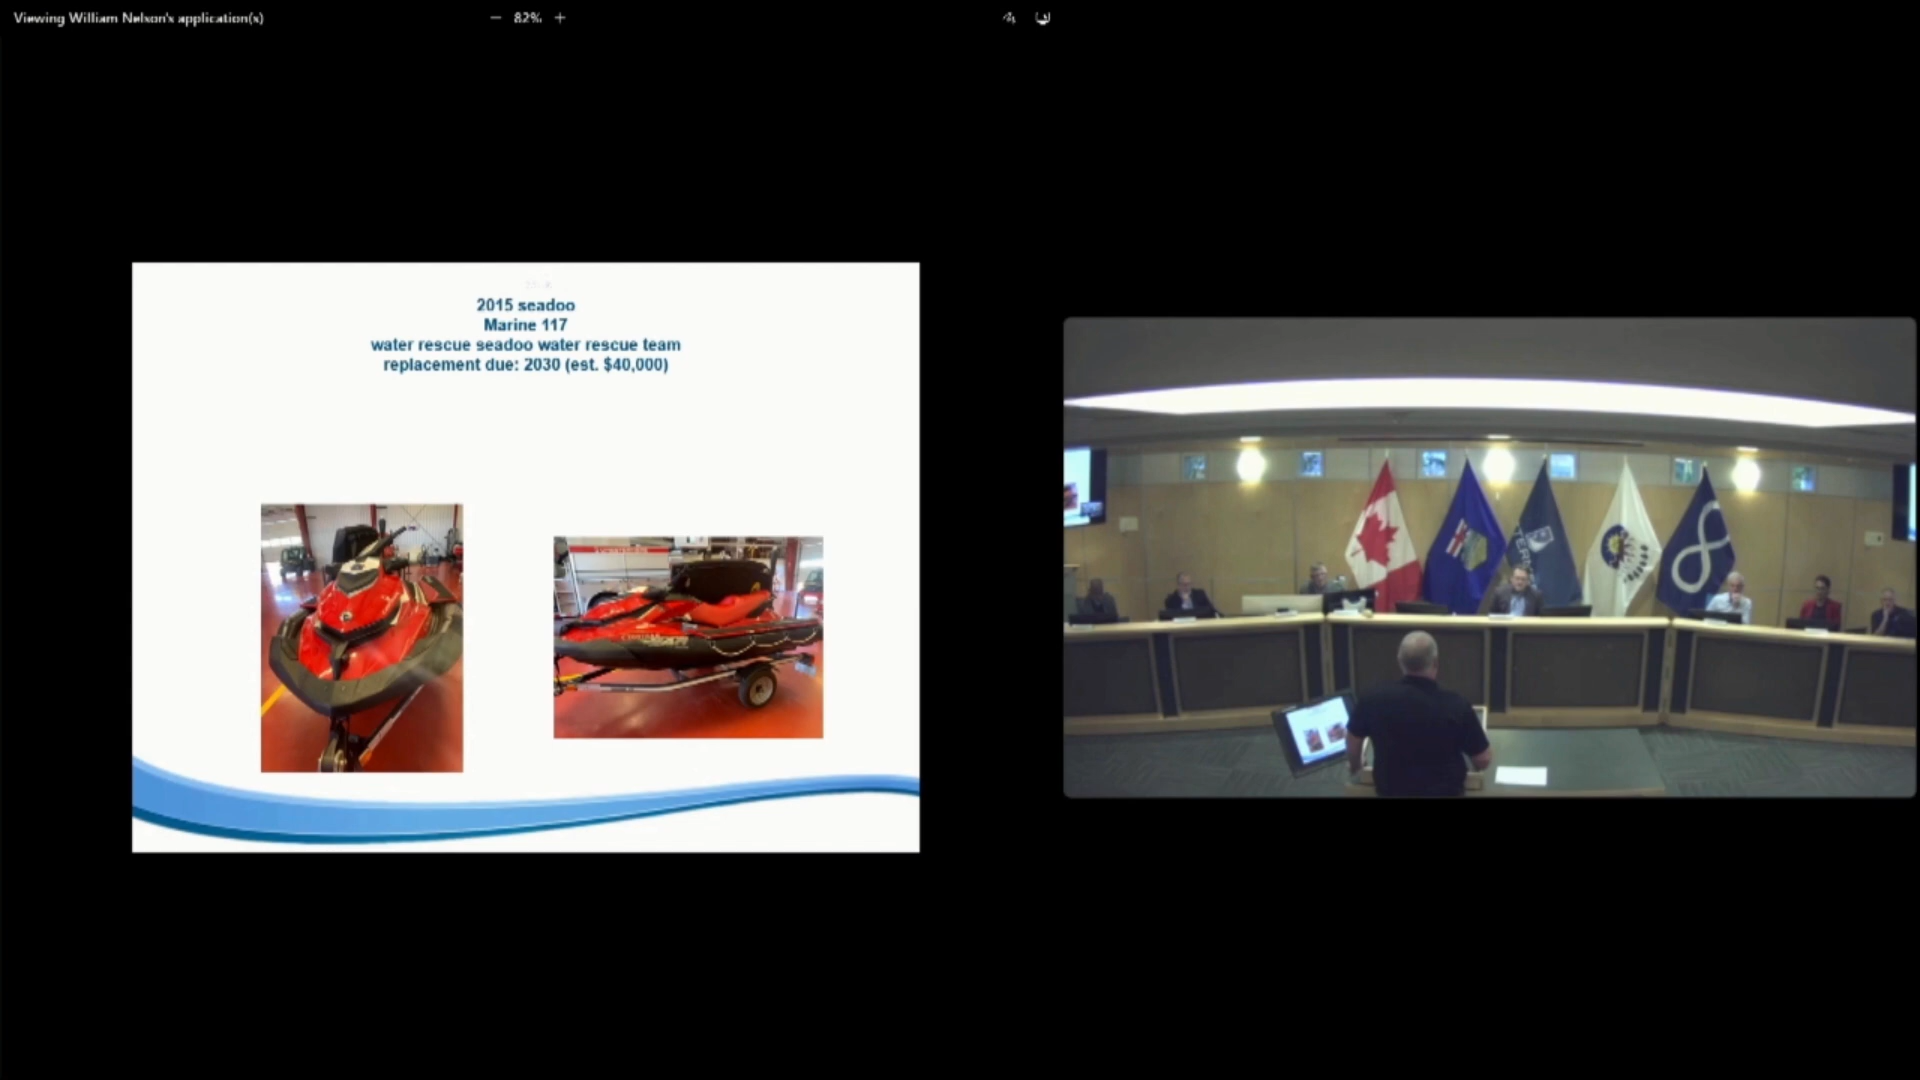 Viewing William Nelson's application(s)
82%
2015 seadoo
Marine 117
water rescue seadoo water rescue team
replacement due: 2030 (est. $40,000)